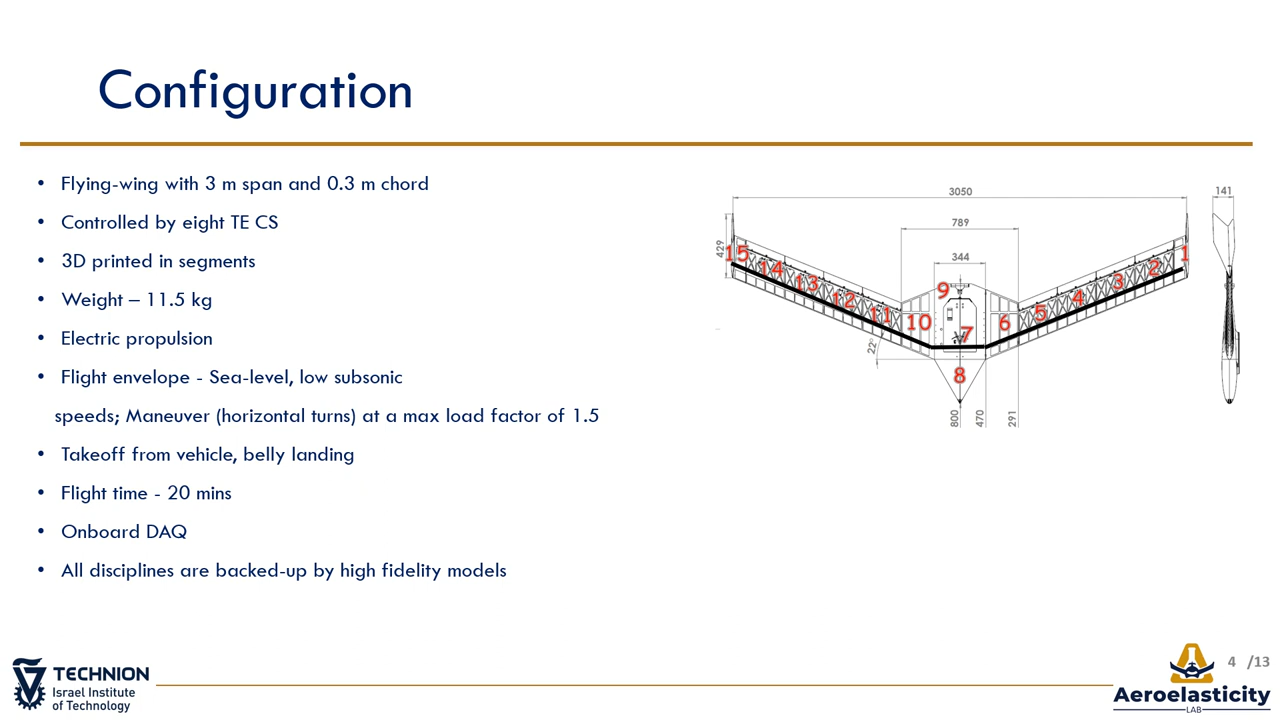 Configuration
• Flying-wing with 3 m span and 0.3 m chord
• Controlled by eight TE CS
• 3D printed in segments
• Weight – 11.5 kg
• Electric propulsion
• Flight envelope - Sea-level, low subsonic
speeds; Maneuver (horizontal turns) at a max load factor of 1.5
• Takeoff from vehicle, belly landing
• Flight time - 20 mins
• Onboard DAQ
• All disciplines are backed-up by high fidelity models
3050
141
789
429
344
15
14
13
12
11
10
9
8
7
6
5
4
3
2
1
22°
800
470
291
TECHNION
Israel Institute
of Technology
4 /13
Aeroelasticity
LAB